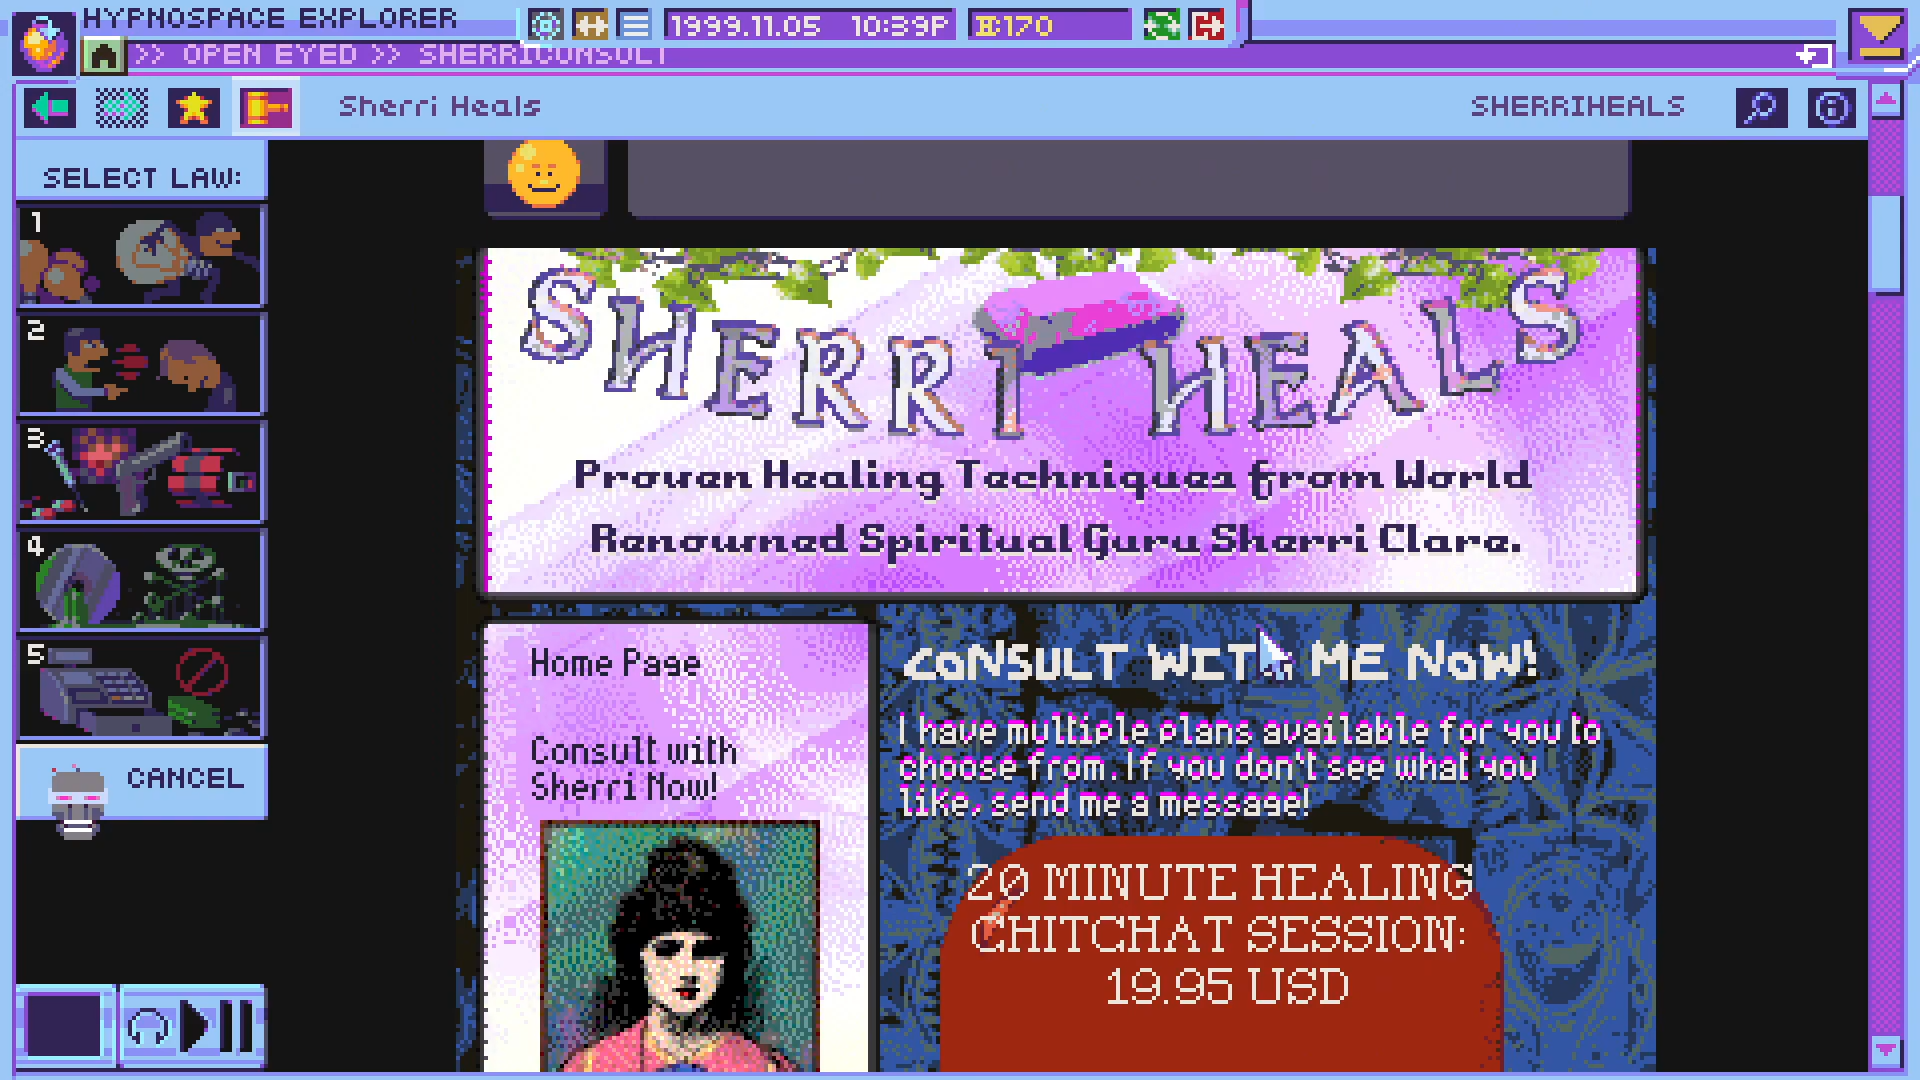 HYPNOSPACE EXPLORER
1999.11.05 10:39P
170
>> OPEN EYED >> SHERRICONSULT
Sherri Heals
SHERRIHEALS
SELECT LAW:
1
2
3
4
5
CANCEL
SHERRI HEALS
Proven Healing Techniques from World
Renowned Spiritual Guru Sherri Clare.
Home Page
Consult with
Sherri Now!
CONSULT WITH ME NOW!
I have multiple plans available for you to
choose from. If you don't see what you
like, send me a message!
20 MINUTE HEALING
CHITCHAT SESSION:
19.95 USD